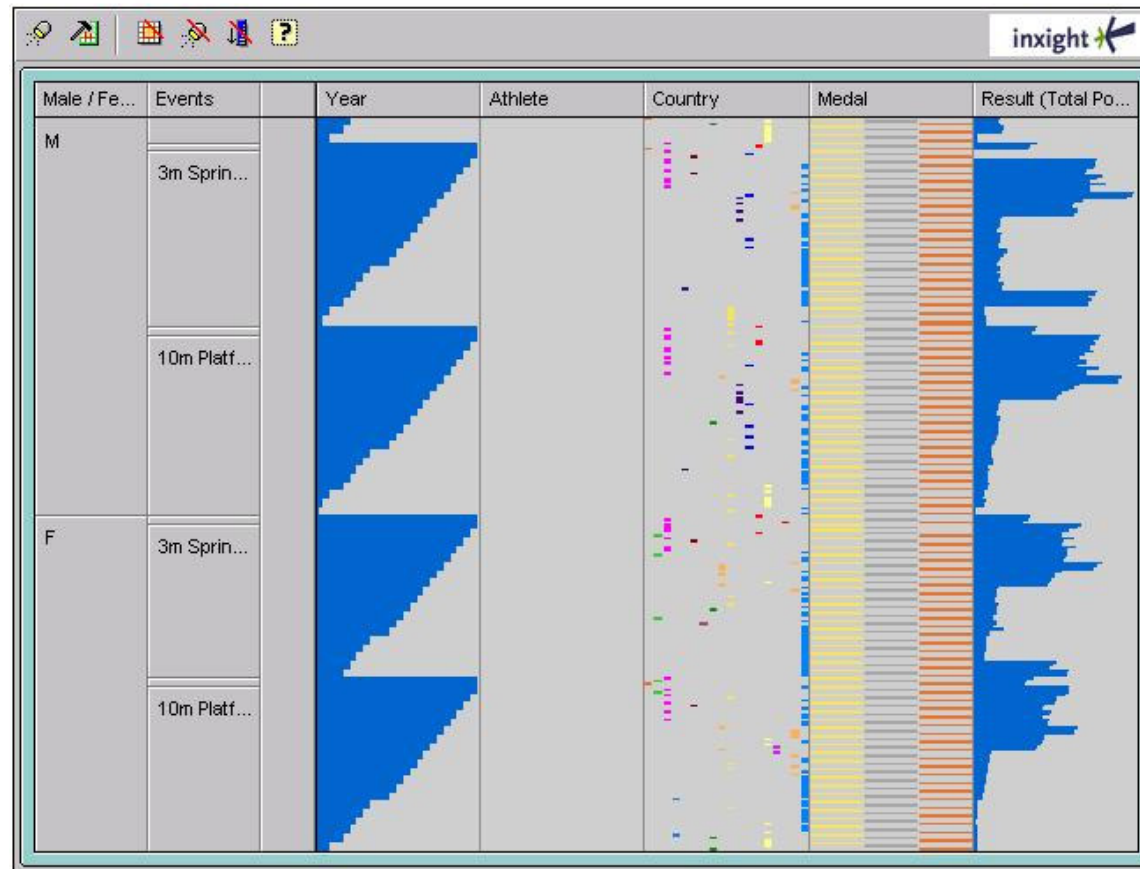 ?
inxight
Male / Fe... Events Year Athlete Country Medal Result (Total Po...
M
3m Sprin...
10m Platf...
F
3m Sprin...
10m Platf...